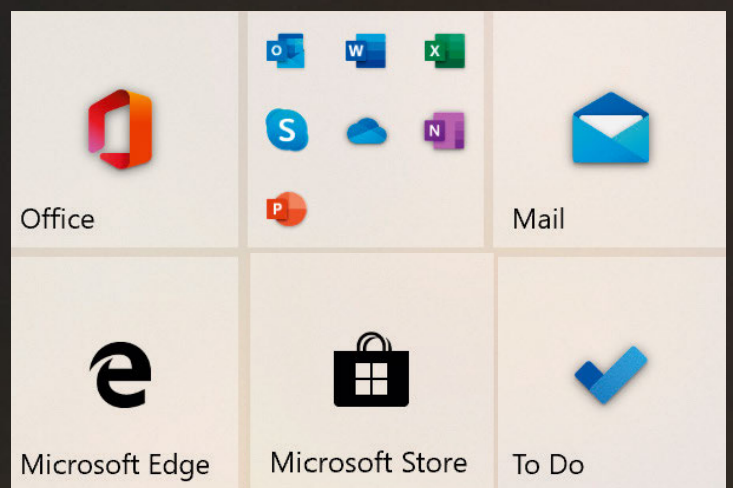 O W X
S N
P
Office
Mail
Microsoft Edge
Microsoft Store
To Do